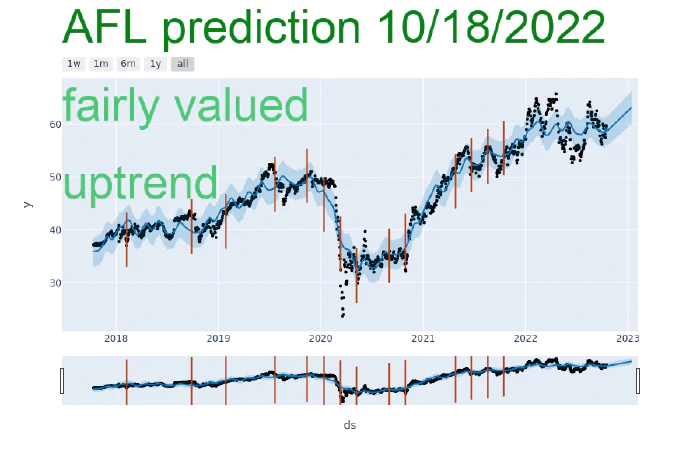 AFL prediction 10/18/2022
1w 1m 6m 1y all
fairly valued
60
uptrend
50
y
40
30
2018 2019 2020 2021 2022 2023
ds